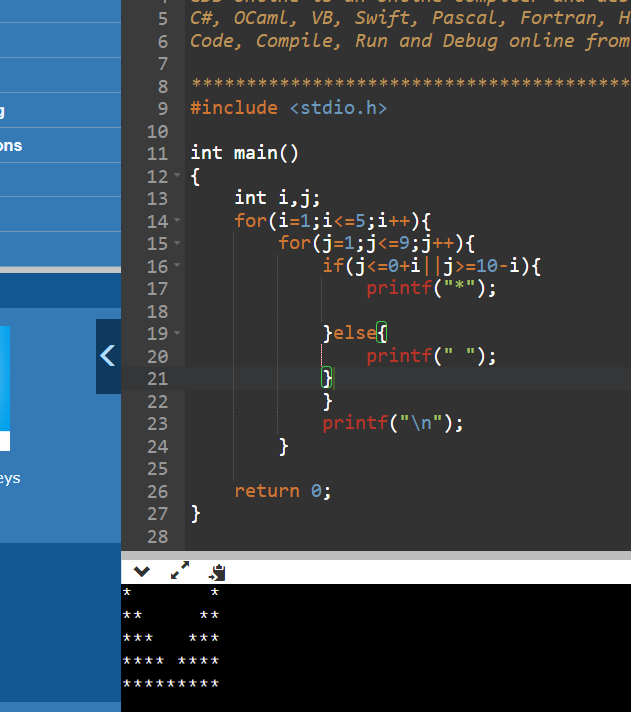 5 C#, OCaml, VB, Swift, Pascal, Fortran, H
6 Code, Compile, Run and Debug online from
7
8 ****************************************
9 #include <stdio.h>
10
11 int main()
12 {
13     int i,j;
14     for(i=1;i<=5;i++){
15         for(j=1;j<=9;j++){
16             if(j<=0+i||j>=10-i){
17                 printf("*");
18
19             }else{
20                 printf(" ");
21             }
22             }
23             printf("\n");
24         }
25
26     return 0;
27 }
28
g
ons
eys
*       *
**     **
***   ***
**** ****
*********